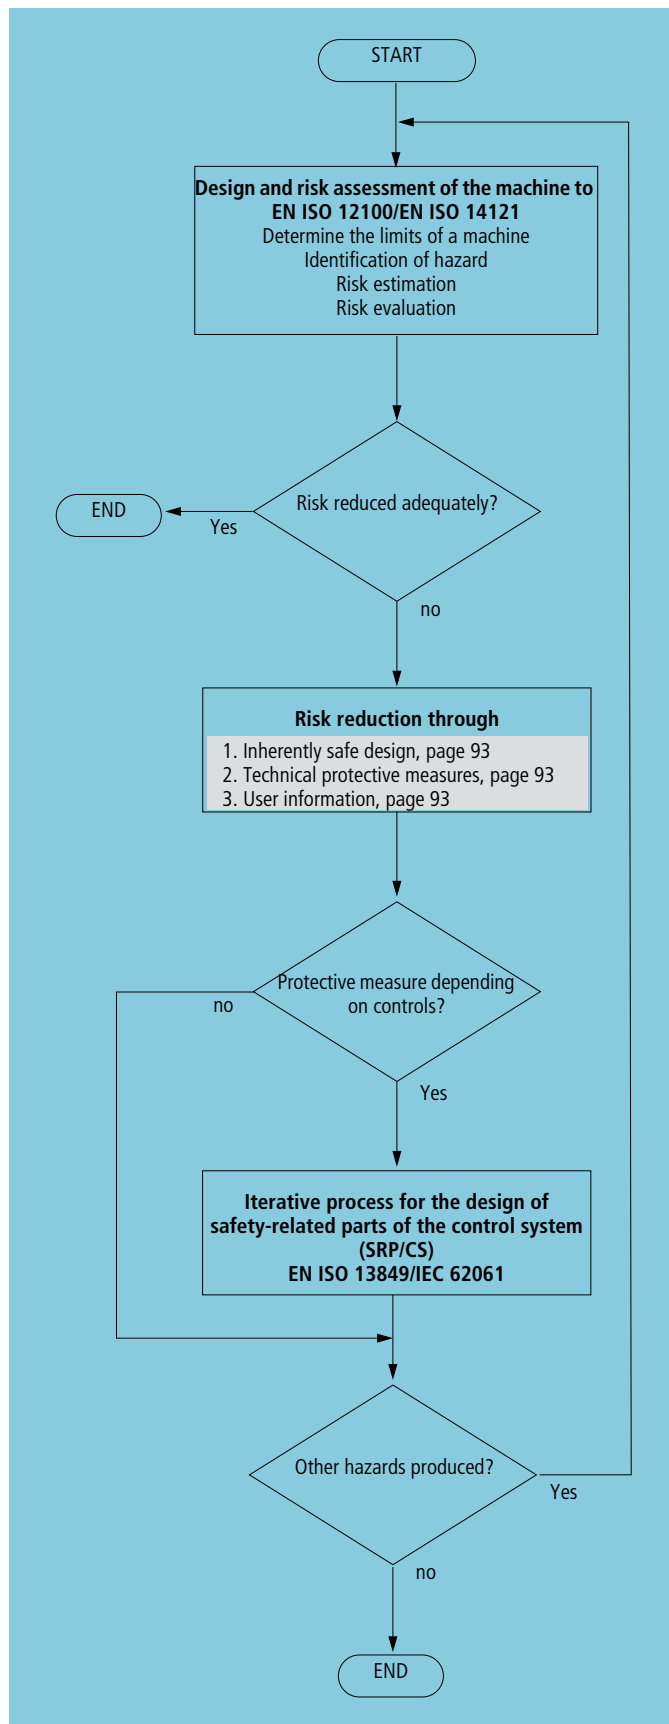 START
Design and risk assessment of the machine to
EN ISO 12100/EN ISO 14121
Determine the limits of a machine
Identification of hazard
Risk estimation
Risk evaluation
Risk reduced adequately?
END
Yes
no
Risk reduction through
1. Inherently safe design, page 93
2. Technical protective measures, page 93
3. User information, page 93
Protective measure depending
on controls?
no
Yes
Iterative process for the design of
safety-related parts of the control system
(SRP/CS)
EN ISO 13849/IEC 62061
Other hazards produced?
Yes
no
END